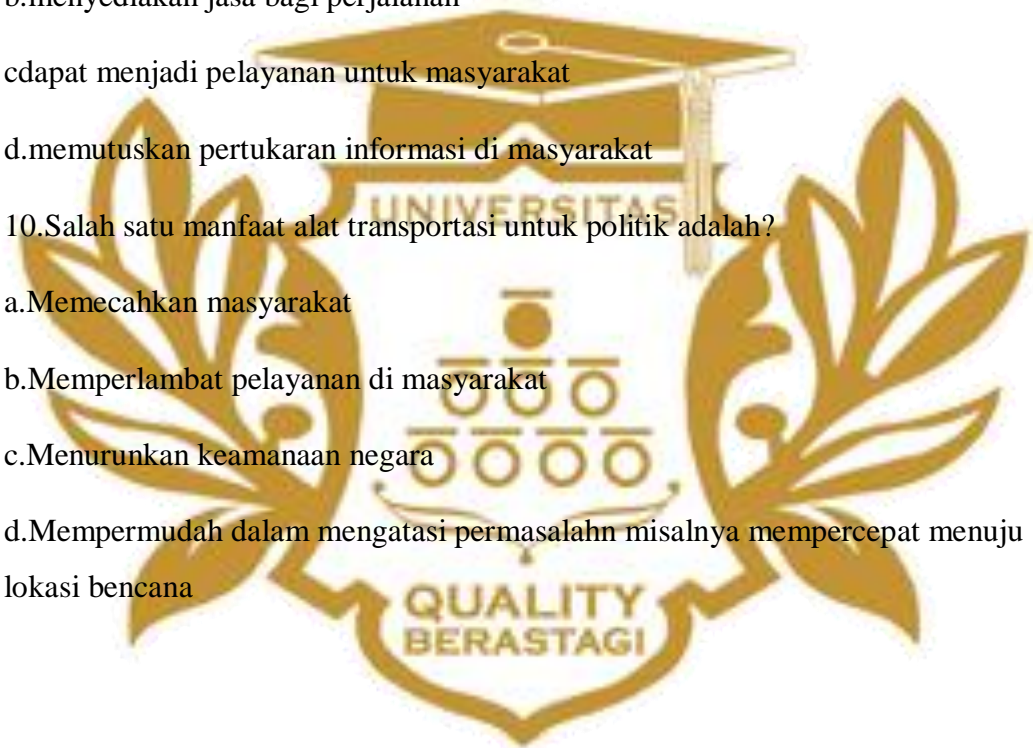 b.menyediakan jasa bagi perjalanan
cdapat menjadi pelayanan untuk masyarakat
d.memutuskan pertukaran informasi di masyarakat
UNIVERSITAS
10.Salah satu manfaat alat transportasi untuk politik adalah?
a.Memecahkan masyarakat
b.Memperlambat pelayanan di masyarakat
c.Menurunkan keamanaan negara
d.Mempermudah dalam mengatasi permasalahn misalnya mempercepat menuju
lokasi bencana
QUALITY
BERASTAGI